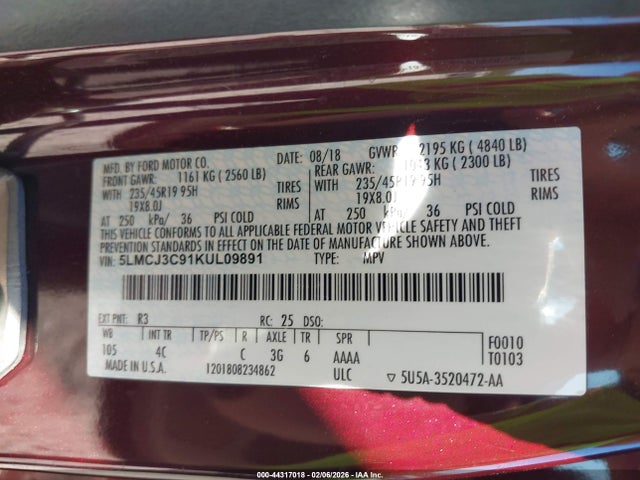 MFD. BY FORD MOTOR CO. DATE: 08/18 GVWR 2195 KG ( 4840 LB)
FRONT GAWR: 1161 KG ( 2560 LB) REAR GAWR: KG ( 2300 LB)
WITH 235/45R19 95H TIRES WITH 235/45R19 95H TIRES
19X8.0J RIMS 19X8.0J RIMS
AT 250 kPa/ 36 PSI COLD AT 250 kPa/ 36 PSI COLD
THIS VEHICLE CONFORMS TO ALL APPLICABLE FEDERAL MOTOR VEHICLE SAFETY AND THEFT
PREVENTION STANDARDS IN EFFECT ON THE DATE OF MANUFACTURE SHOWN ABOVE.
VIN: 5LMCJ3C91KUL09891 TYPE: MPV
EXT PNT: R3 RC: 25 DSO:
WB INT TR TP/PS R AXLE TR SPR F0010
105 4C C 3G 6 AAAA T0103
MADE IN U.S.A. 1201808234862 ULC ▽ 5U5A-3520472-AA
000-44317018 - 02/06/2026 - IAA Inc.